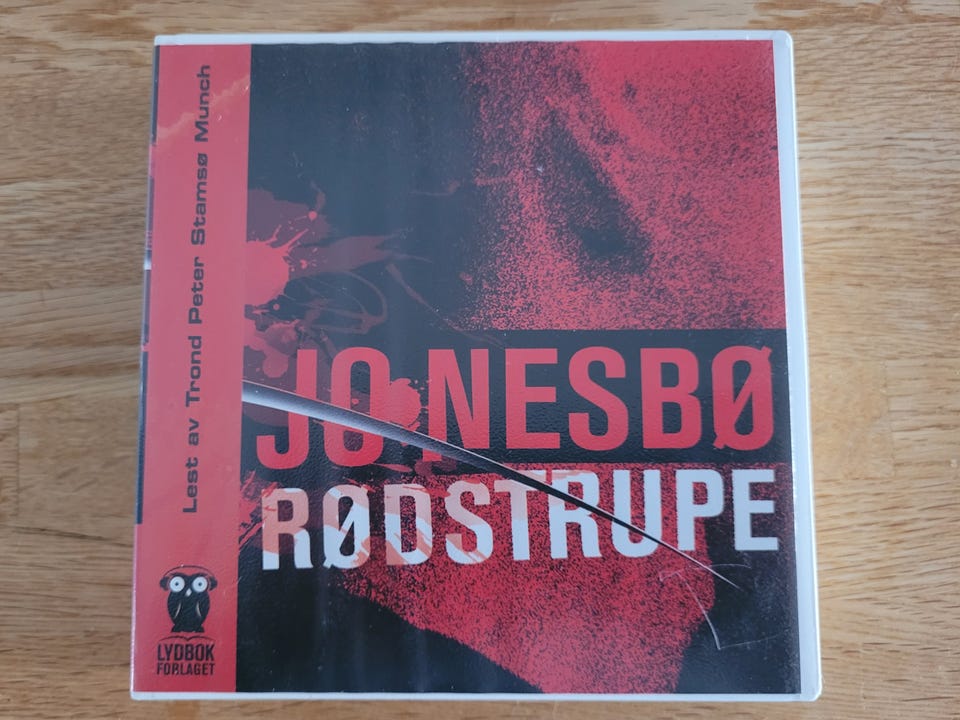 Lest av Trond Peter Stamsø Munch
JO NESBØ
RØDSTRUPE
LYDBOK
FORLAGET